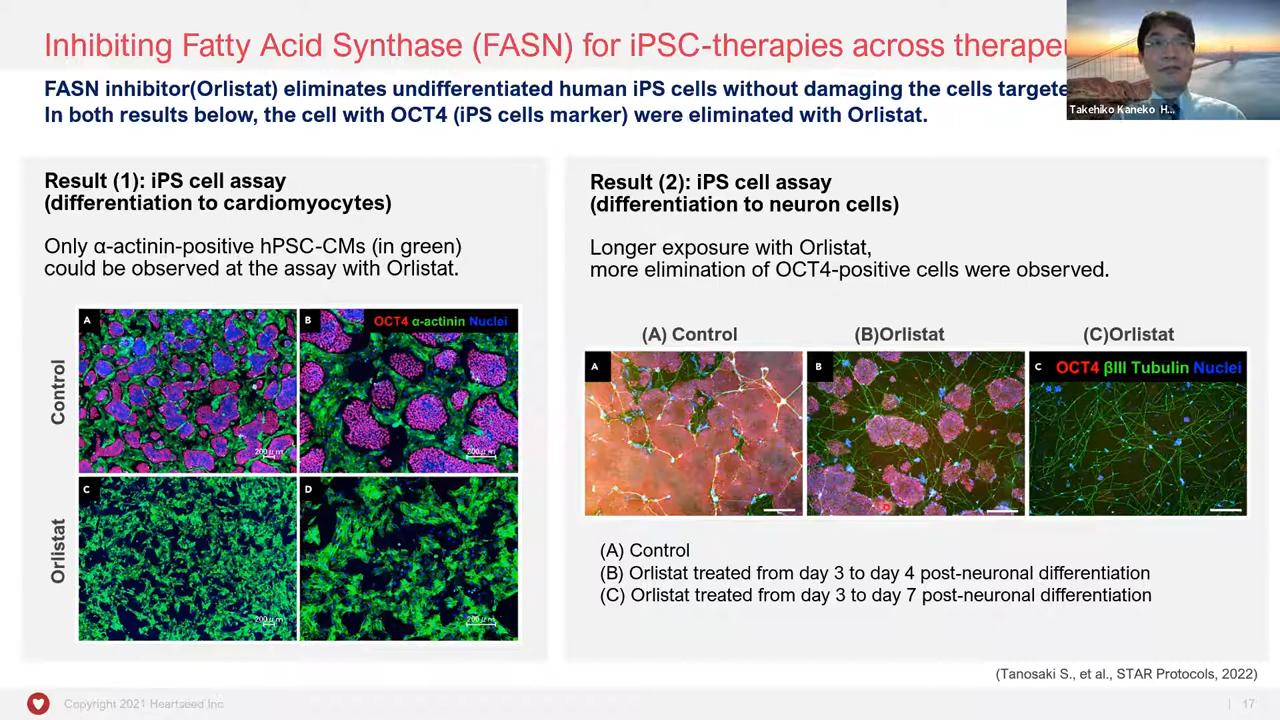 Inhibiting Fatty Acid Synthase (FASN) for iPSC-therapies across
FASN inhibitor(Orlistat) eliminates undifferentiated human iPS cells without damaging the cells
In both results below, the cell with OCT4 (iPS cells marker) were eliminated with Orlistat.
Takehiko Kaneko H...
Result (1): iPS cell assay
(differentiation to cardiomyocytes)
Only α-actinin-positive hPSC-CMs (in green)
could be observed at the assay with Orlistat.
Control
A
200μm
B
OCT4 α-actinin Nuclei
200μm
Orlistat
C
200μm
D
200μm
Result (2): iPS cell assay
(differentiation to neuron cells)
Longer exposure with Orlistat,
more elimination of OCT4-positive cells were observed.
(A) Control
(B)Orlistat
(C)Orlistat
A
B
C
OCT4 βIII Tubulin Nuclei
(A) Control
(B) Orlistat treated from day 3 to day 4 post-neuronal differentiation
(C) Orlistat treated from day 3 to day 7 post-neuronal differentiation
(Tanosaki S., et al., STAR Protocols, 2022)
Copyright 2021 Heartseed Inc
17